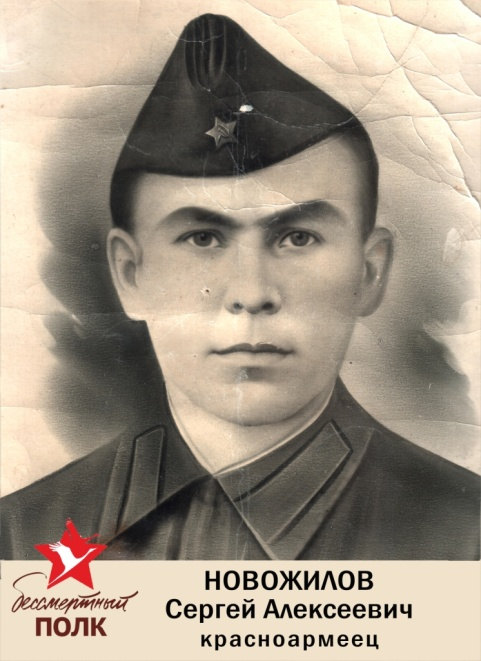 бессмертный
ПОЛК
НОВОЖИЛОВ
Сергей Алексеевич
красноармеец